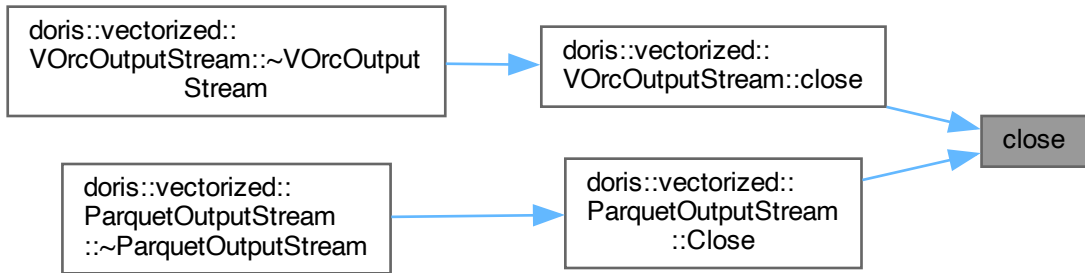 doris::vectorized::
VOrcOutputStream::~VOrcOutput
Stream
doris::vectorized::
VOrcOutputStream::close
close
doris::vectorized::
ParquetOutputStream
::~ParquetOutputStream
doris::vectorized::
ParquetOutputStream
::Close